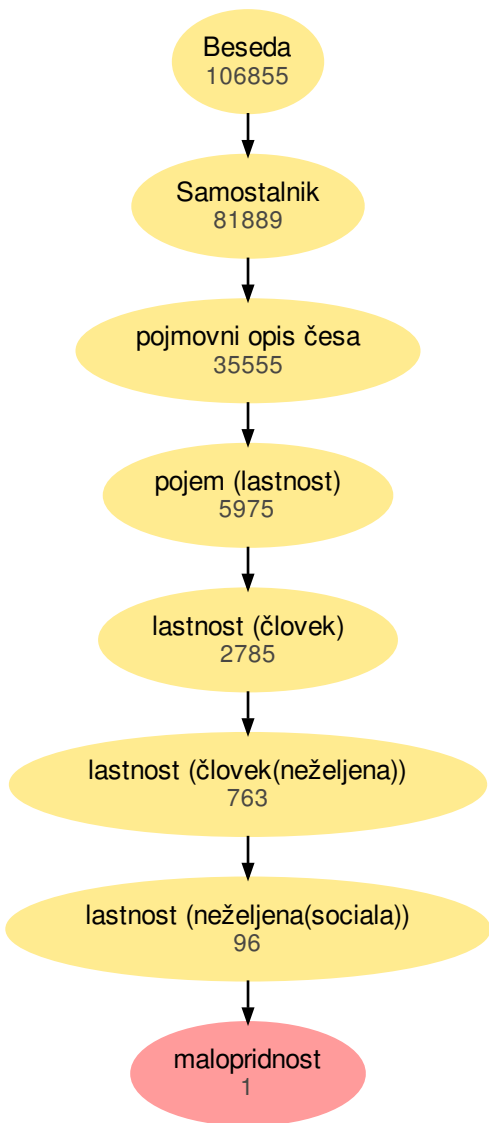 Beseda
106855
Samostalnik
81889
pojmovni opis česa
35555
pojem (lastnost)
5975
lastnost (človek)
2785
lastnost (človek(neželjena))
763
lastnost (neželjena(sociala))
96
malopridnost
1